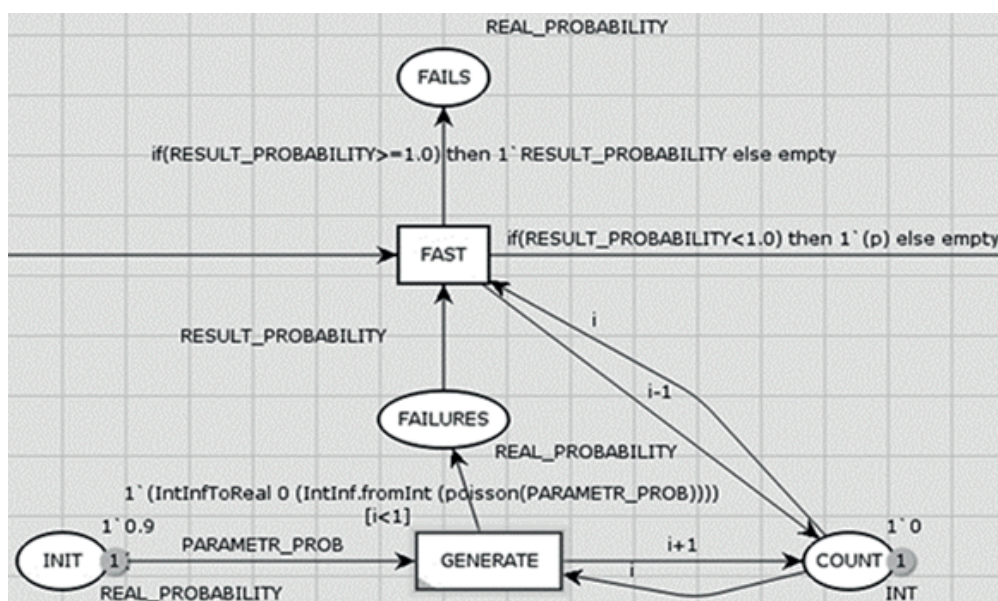 REAL_PROBABILITY
FAILS
if(RESULT_PROBABILITY>=1.0) then 1`RESULT_PROBABILITY else empty
if(RESULT_PROBABILITY<1.0) then 1`(p) else empty
FAST
i
RESULT_PROBABILITY
i-1
FAILURES
REAL_PROBABILITY
1`(IntInfToReal 0 (IntInf.fromInt (poisson(PARAMETR_PROB))))
[i<1]
1`0.9
1`0
PARAMETR_PROB
i+1
INIT
1
GENERATE
COUNT
1
i
REAL_PROBABILITY
INT